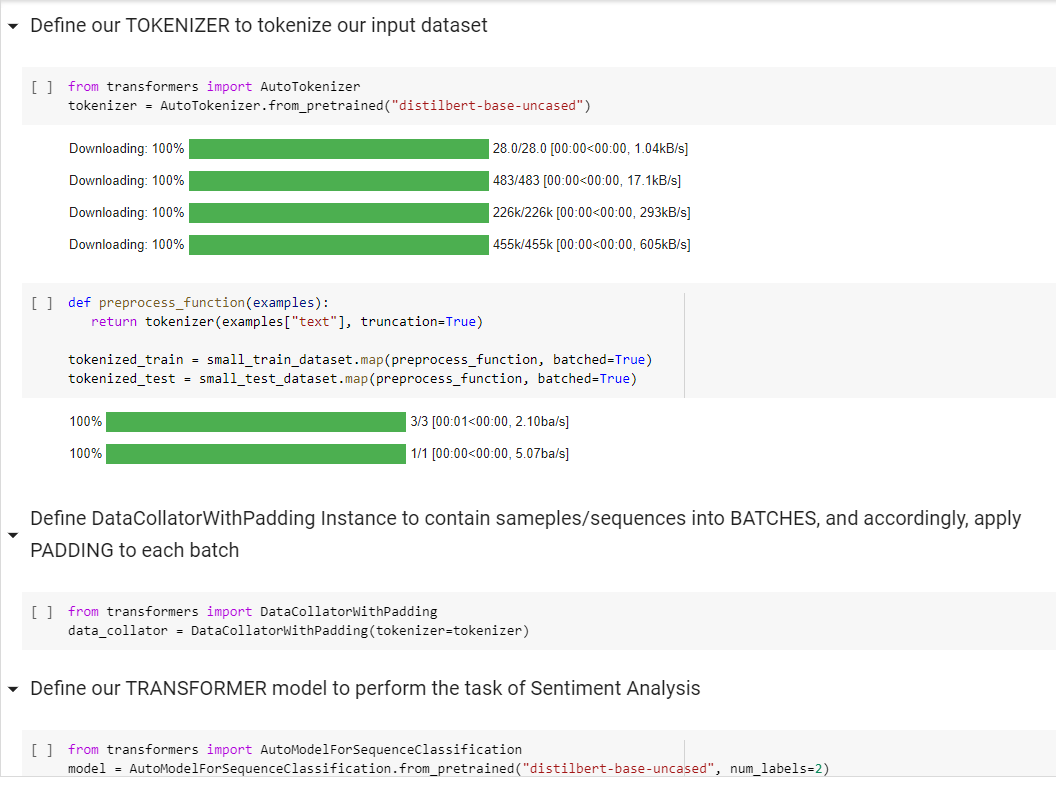 Define our TOKENIZER to tokenize our input dataset
[ ] from transformers import AutoTokenizer
tokenizer = AutoTokenizer.from_pretrained("distilbert-base-uncased")
Downloading: 100% 28.0/28.0 [00:00<00:00, 1.04kB/s]
Downloading: 100% 483/483 [00:00<00:00, 17.1kB/s]
Downloading: 100% 226k/226k [00:00<00:00, 293kB/s]
Downloading: 100% 455k/455k [00:00<00:00, 605kB/s]
[ ] def preprocess_function(examples):
return tokenizer(examples["text"], truncation=True)
tokenized_train = small_train_dataset.map(preprocess_function, batched=True)
tokenized_test = small_test_dataset.map(preprocess_function, batched=True)
100% 3/3 [00:01<00:00, 2.10ba/s]
100% 1/1 [00:00<00:00, 5.07ba/s]
Define DataCollatorWithPadding Instance to contain sameples/sequences into BATCHES, and accordingly, apply
PADDING to each batch
[ ] from transformers import DataCollatorWithPadding
data_collator = DataCollatorWithPadding(tokenizer=tokenizer)
Define our TRANSFORMER model to perform the task of Sentiment Analysis
[ ] from transformers import AutoModelForSequenceClassification
model = AutoModelForSequenceClassification.from_pretrained("distilbert-base-uncased", num_labels=2)